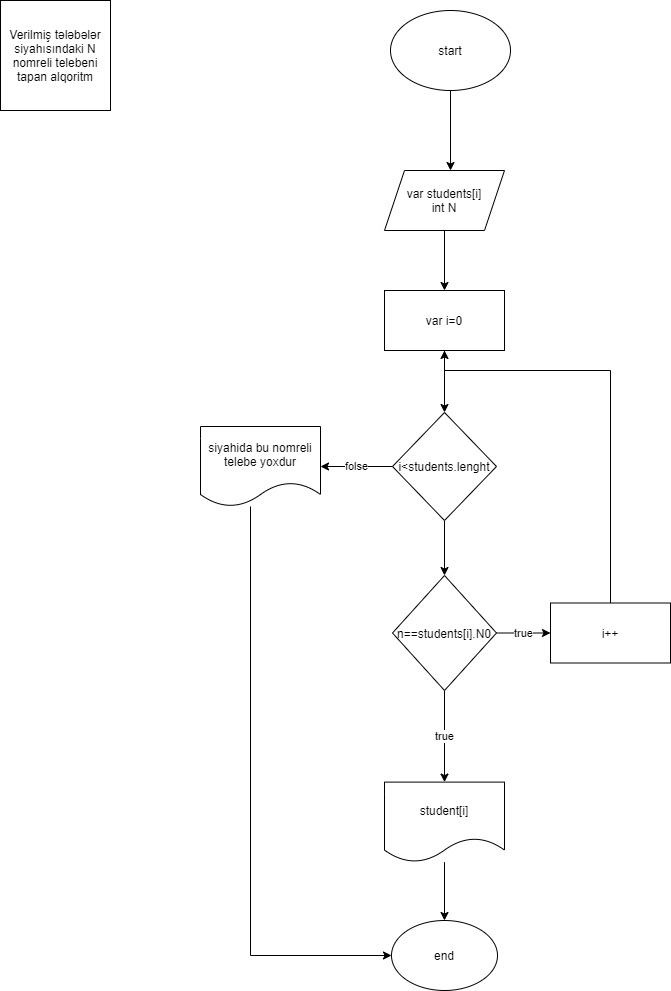 Verilmiş tələbələr
siyahısındaki N
nomreli telebeni
tapan alqoritm
start
var students[i]
int N
var i=0
siyahida bu nomreli
telebe yoxdur
folse
i<students.lenght
n==students[i].N0
true
i++
true
student[i]
end